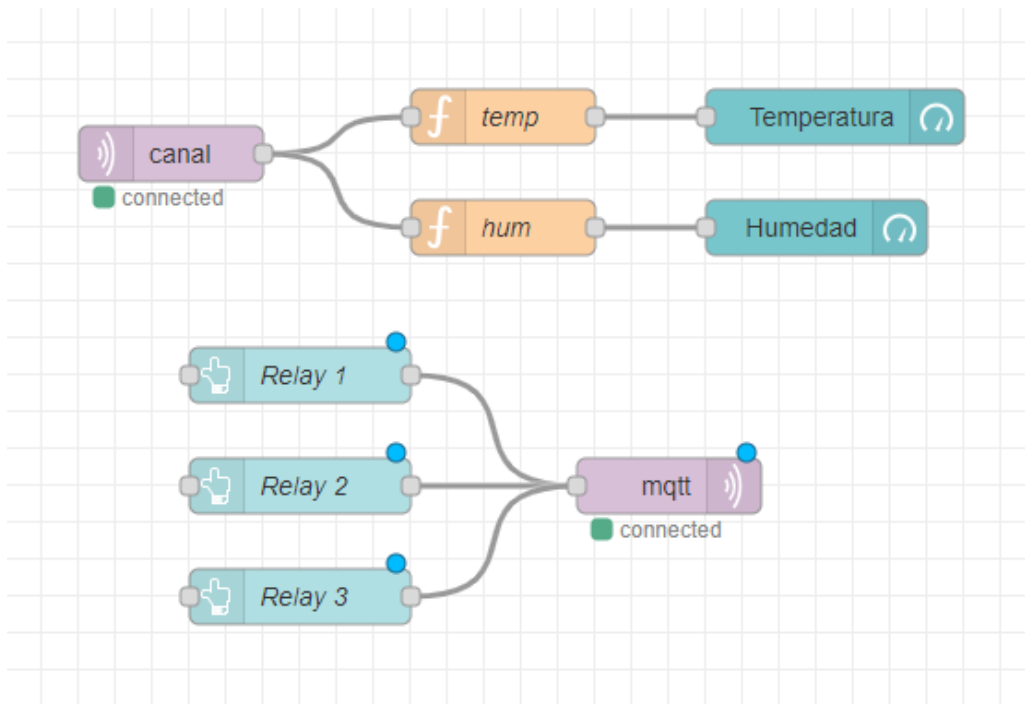 temp
Temperatura
canal
connected
hum
Humedad
Relay 1
Relay 2
mqtt
connected
Relay 3